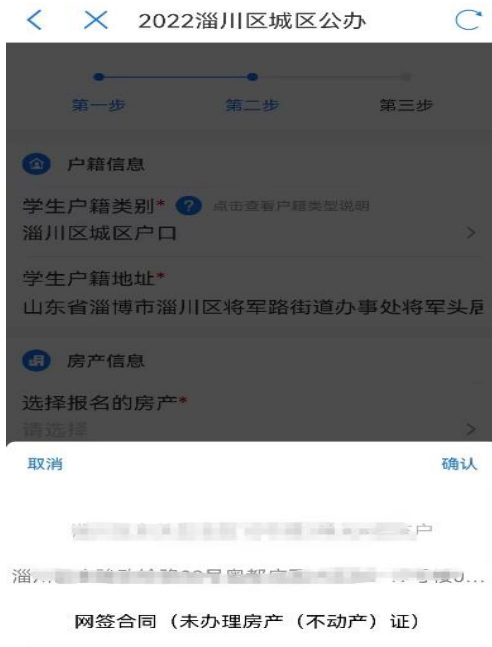 2022淄川区城区公办
第一步 第二步 第三步
户籍信息
学生户籍类别* ? 点击查看户籍类型说明
淄川区城区户口
学生户籍地址*
山东省淄博市淄川区将军路街道办事处将军头居
房产信息
选择报名的房产*
请选择
取消 确认
户
淄
网签合同（未办理房产（不动产）证）